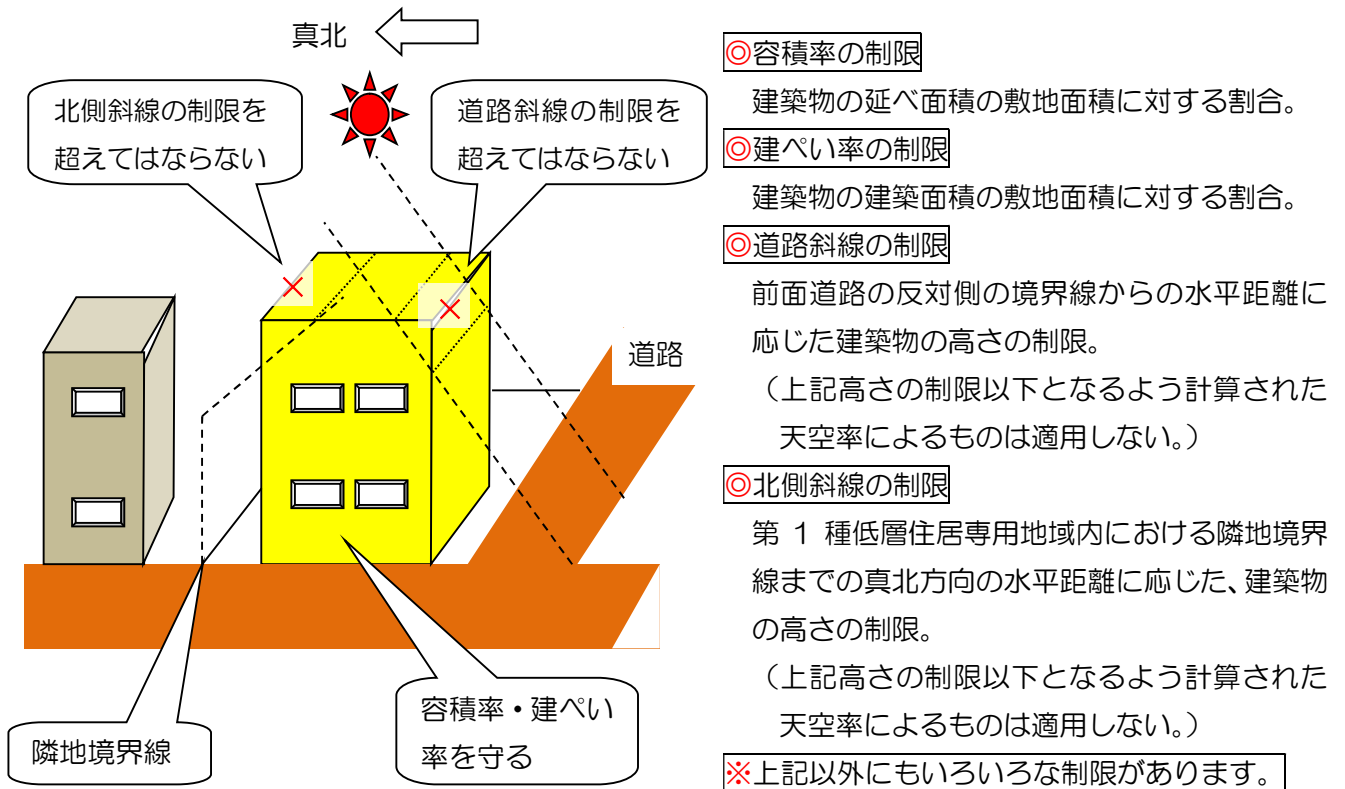 真北
北側斜線の制限を
超えてはならない
道路斜線の制限を
超えてはならない
道路
隣地境界線
容積率・建ぺい
率を守る
◎容積率の制限
建築物の延べ面積の敷地面積に対する割合。
◎建ぺい率の制限
建築物の建築面積の敷地面積に対する割合。
◎道路斜線の制限
前面道路の反対側の境界線からの水平距離に
応じた建築物の高さの制限。
（上記高さの制限以下となるよう計算された
天空率によるものは適用しない。）
◎北側斜線の制限
第 1 種低層住居専用地域内における隣地境界
線までの真北方向の水平距離に応じた、建築物
の高さの制限。
（上記高さの制限以下となるよう計算された
天空率によるものは適用しない。）
※上記以外にもいろいろな制限があります。